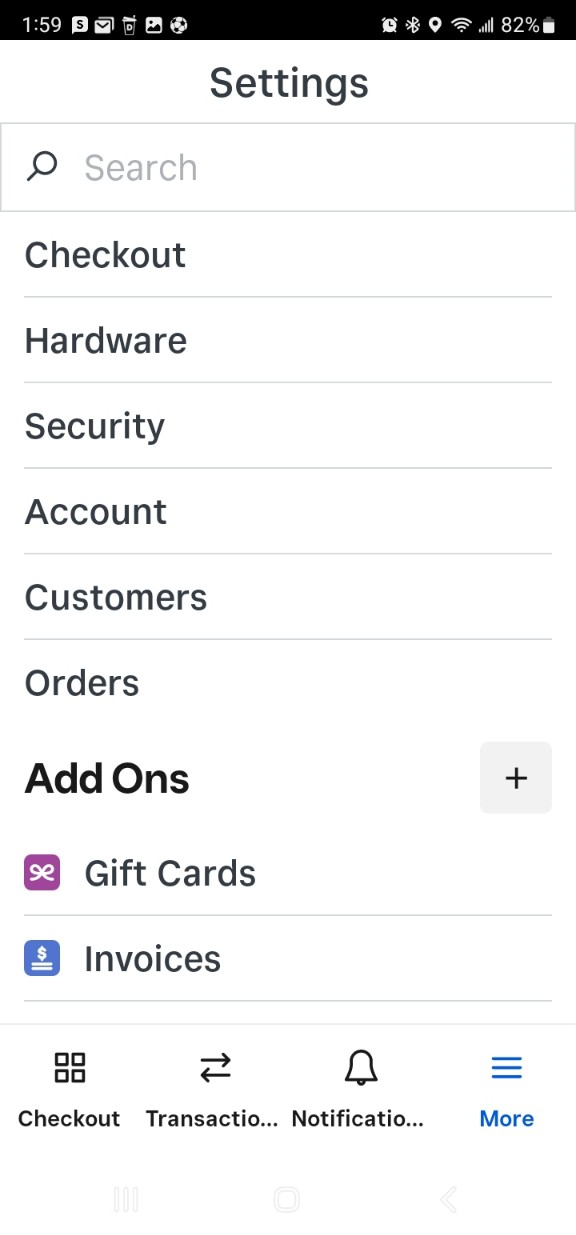 1:59 82%
Settings
Search
Checkout
Hardware
Security
Account
Customers
Orders
Add Ons +
Gift Cards
Invoices
Checkout Transactio... Notificatio... More